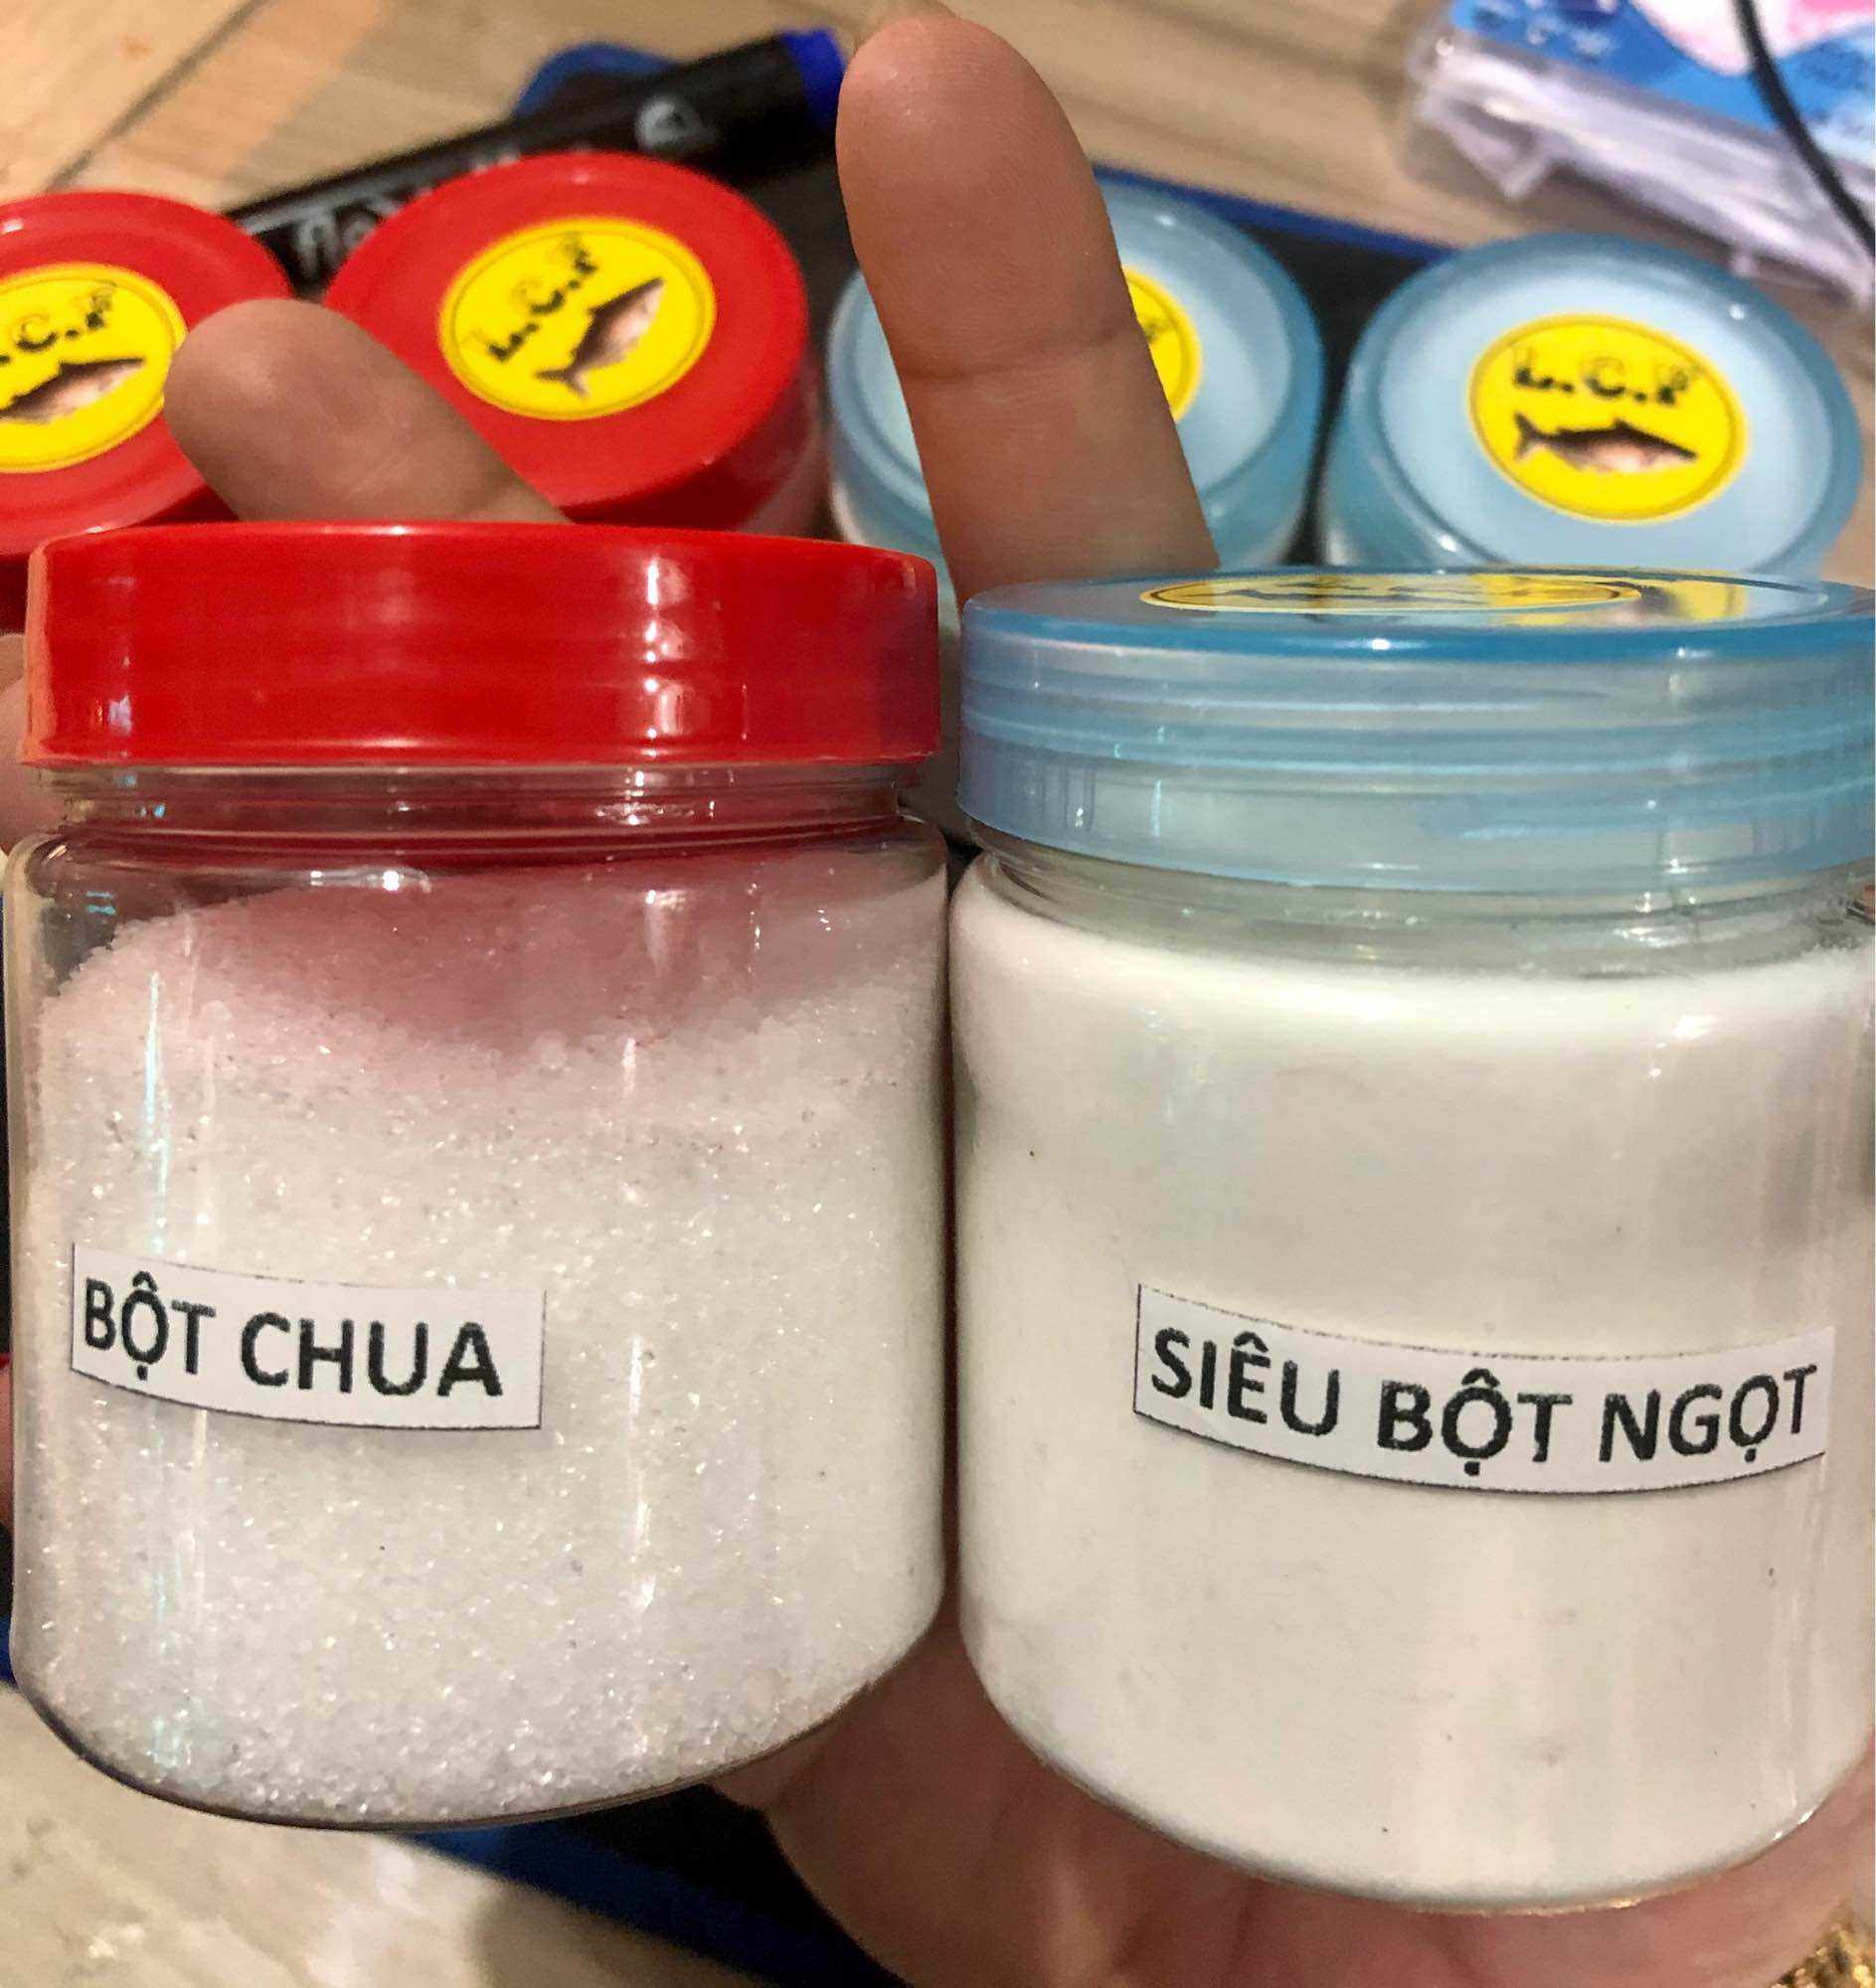 L.C.F
L.C.F
BỘT CHUA
SIÊU BỘT NGỌT